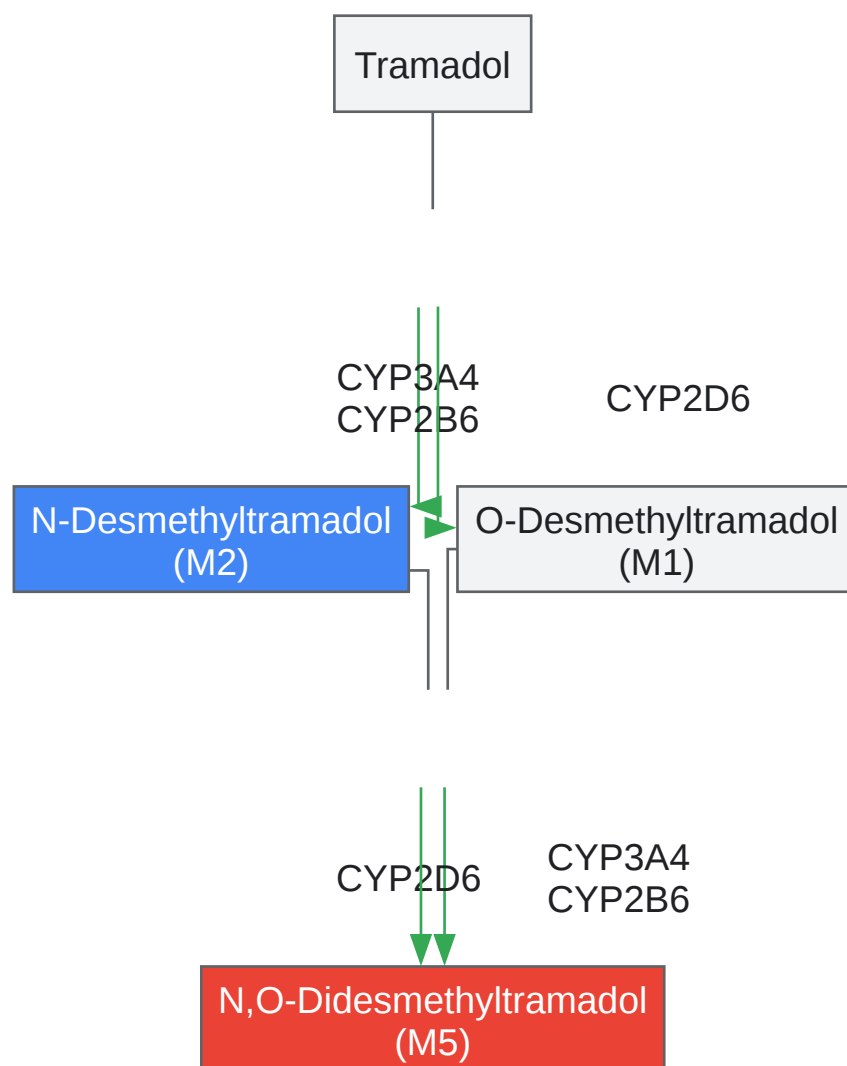 Tramadol
CYP3A4
CYP2B6
CYP2D6
N-Desmethyltramadol
(M2)
O-Desmethyltramadol
(M1)
CYP2D6
CYP3A4
CYP2B6
N,O-Didesmethyltramadol
(M5)